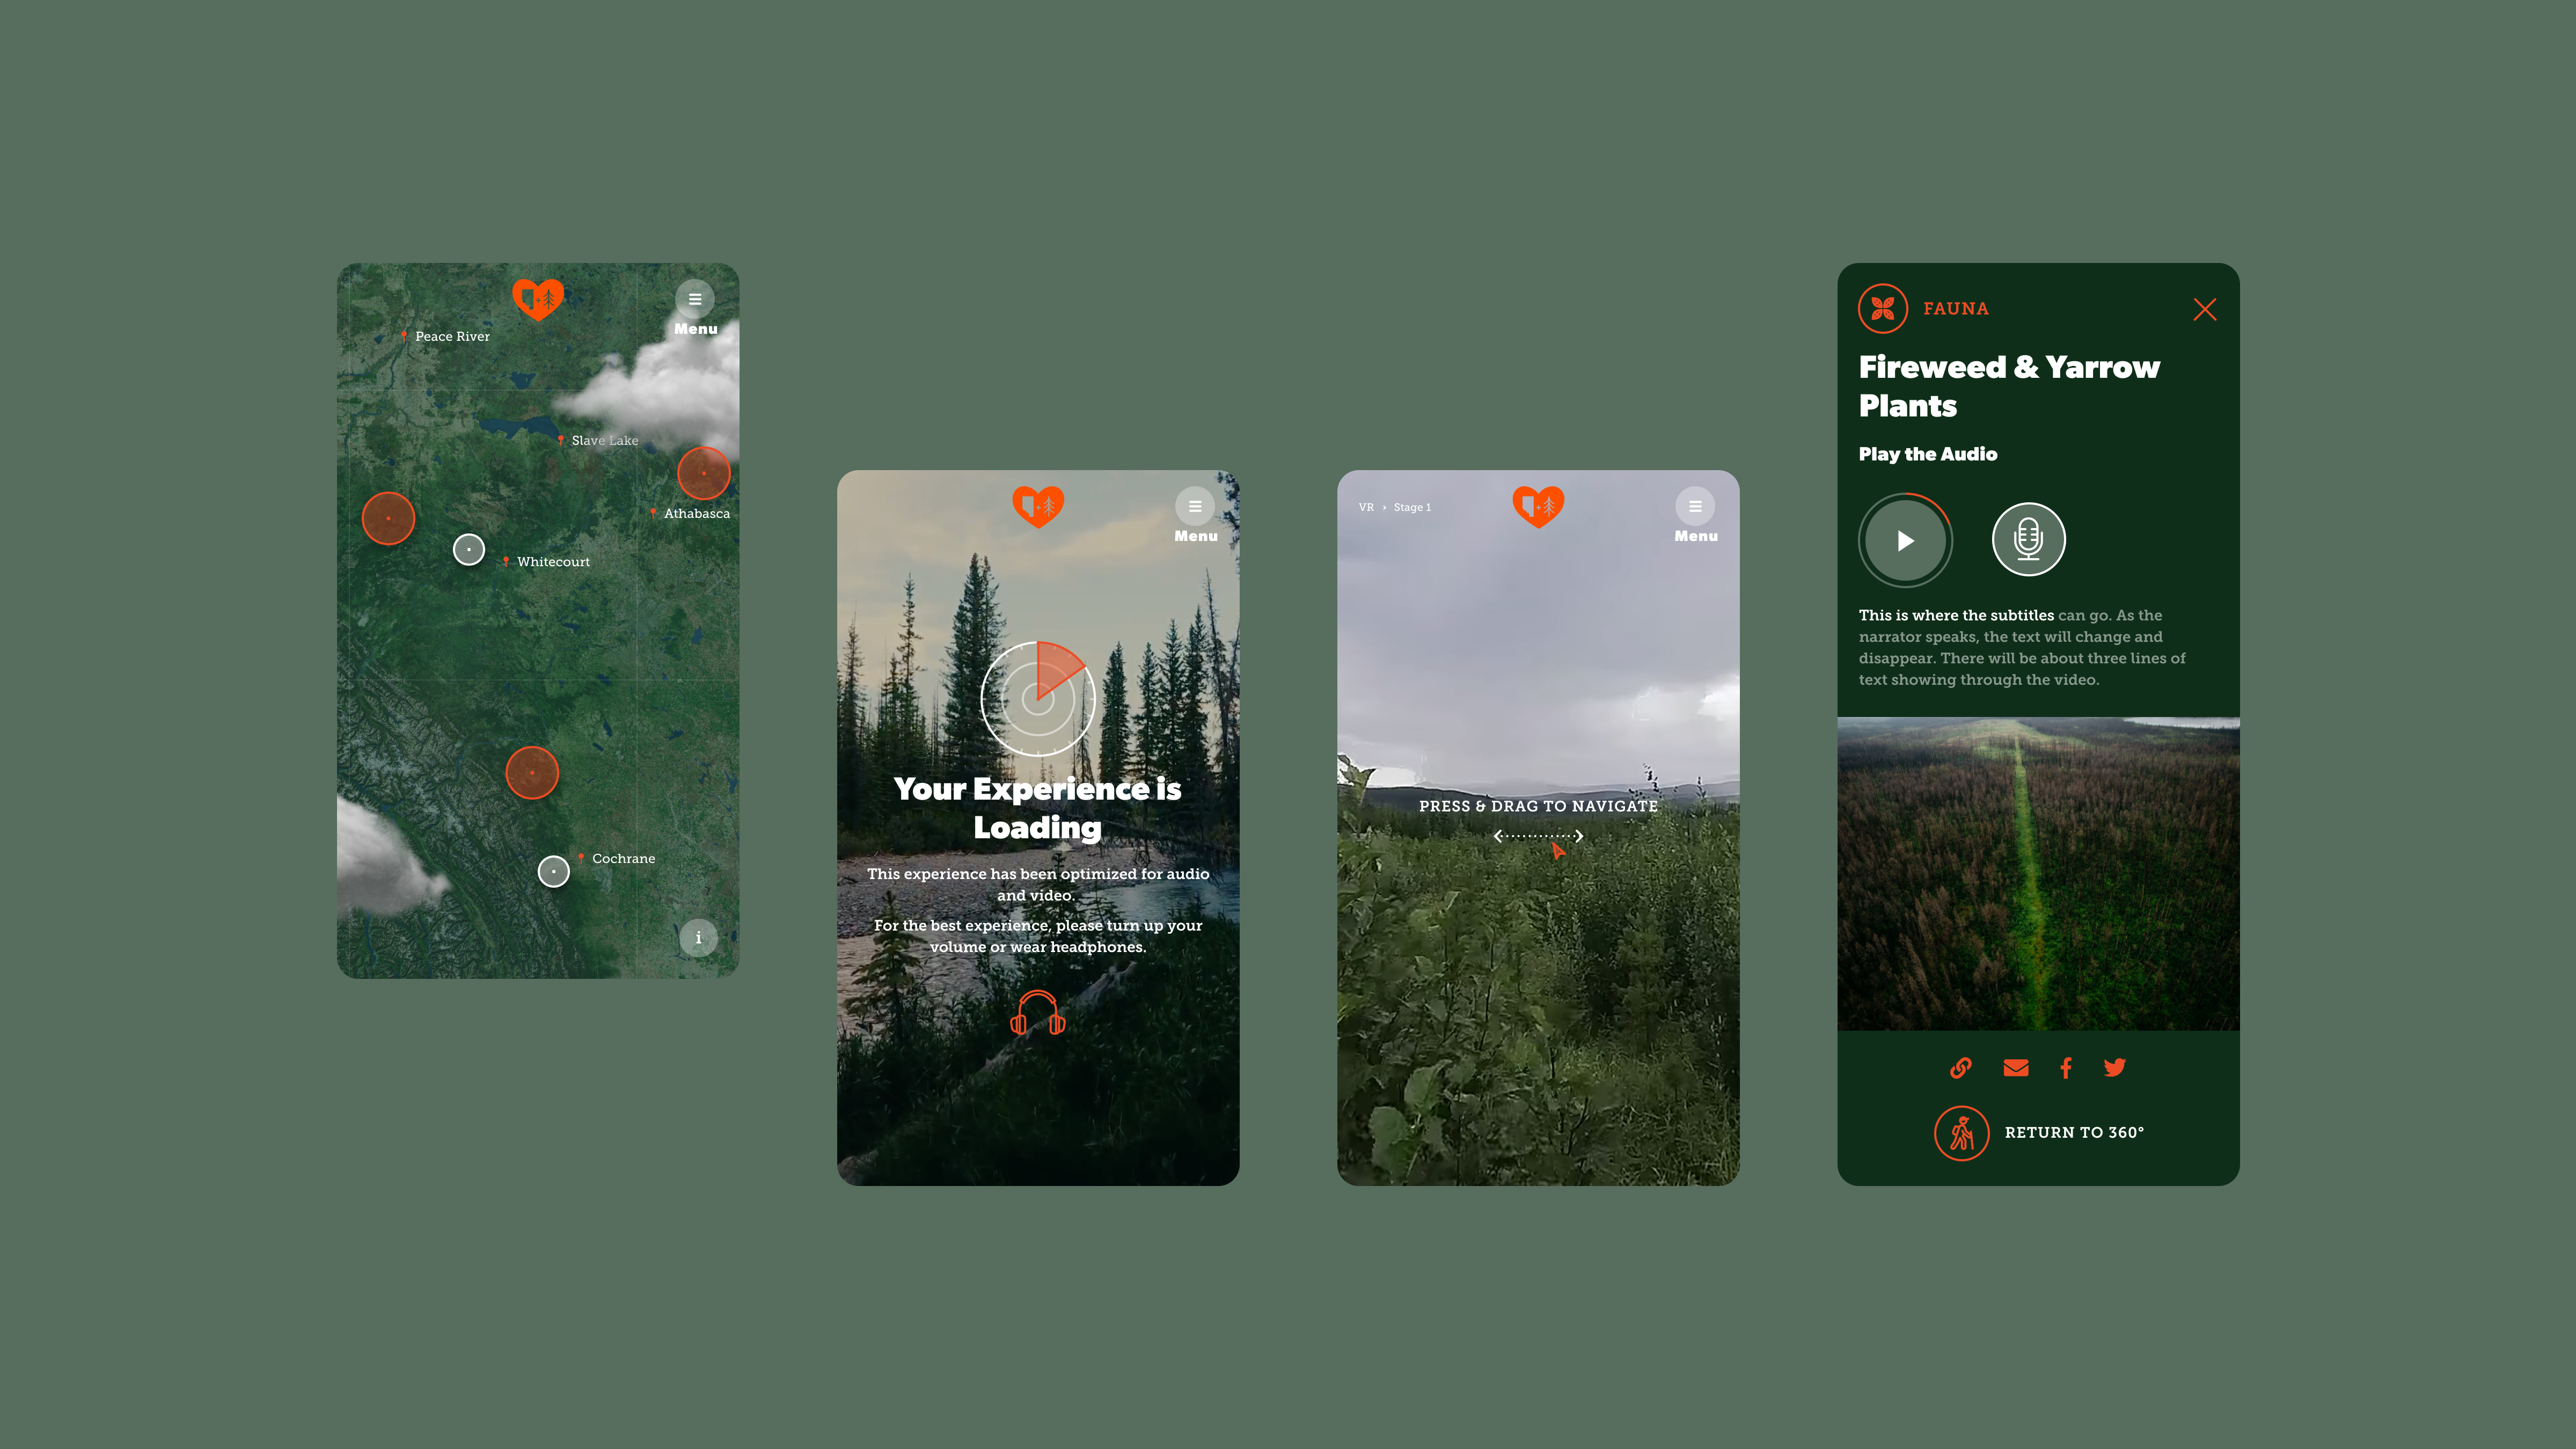 Menu
Peace River
Slave Lake
Athabasca
Whitecourt
Cochrane
i
Menu
Your Experience is
Loading
This experience has been optimized for audio
and video.
For the best experience, please turn up your
volume or wear headphones.
VR › Stage 1
Menu
PRESS & DRAG TO NAVIGATE
FAUNA
Fireweed & Yarrow
Plants
Play the Audio
This is where the subtitles can go. As the
narrator speaks, the text will change and
disappear. There will be about three lines of
text showing through the video.
RETURN TO 360°